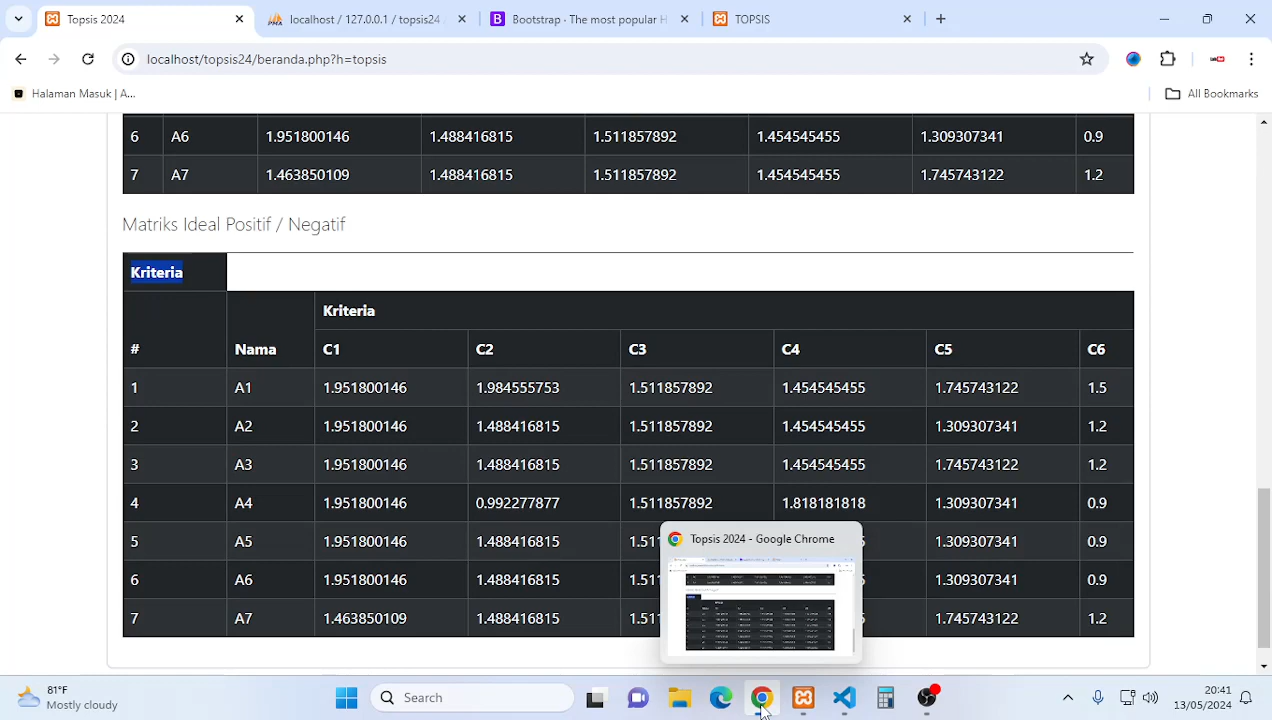 Topsis 2024
localhost / 127.0.0.1 / topsis24
Bootstrap · The most popular H
TOPSIS
localhost/topsis24/beranda.php?h=topsis
Halaman Masuk | A...
All Bookmarks
6 A6 1.951800146 1.488416815 1.511857892 1.454545455 1.309307341 0.9
7 A7 1.463850109 1.488416815 1.511857892 1.454545455 1.745743122 1.2
Matriks Ideal Positif / Negatif
Kriteria
Kriteria
# Nama C1 C2 C3 C4 C5 C6
1 A1 1.951800146 1.984555753 1.511857892 1.454545455 1.745743122 1.5
2 A2 1.951800146 1.488416815 1.511857892 1.454545455 1.309307341 1.2
3 A3 1.951800146 1.488416815 1.511857892 1.454545455 1.745743122 1.2
4 A4 1.951800146 0.992277877 1.511857892 1.818181818 1.309307341 0.9
5 A5 1.951800146 1.488416815 1.309307341 0.9
6 A6 1.951800146 1.488416815 1.309307341 0.9
7 A7 1.463850109 1.488416815 1.745743122 1.2
Topsis 2024 - Google Chrome
81°F
Mostly cloudy
Search
20:41
13/05/2024